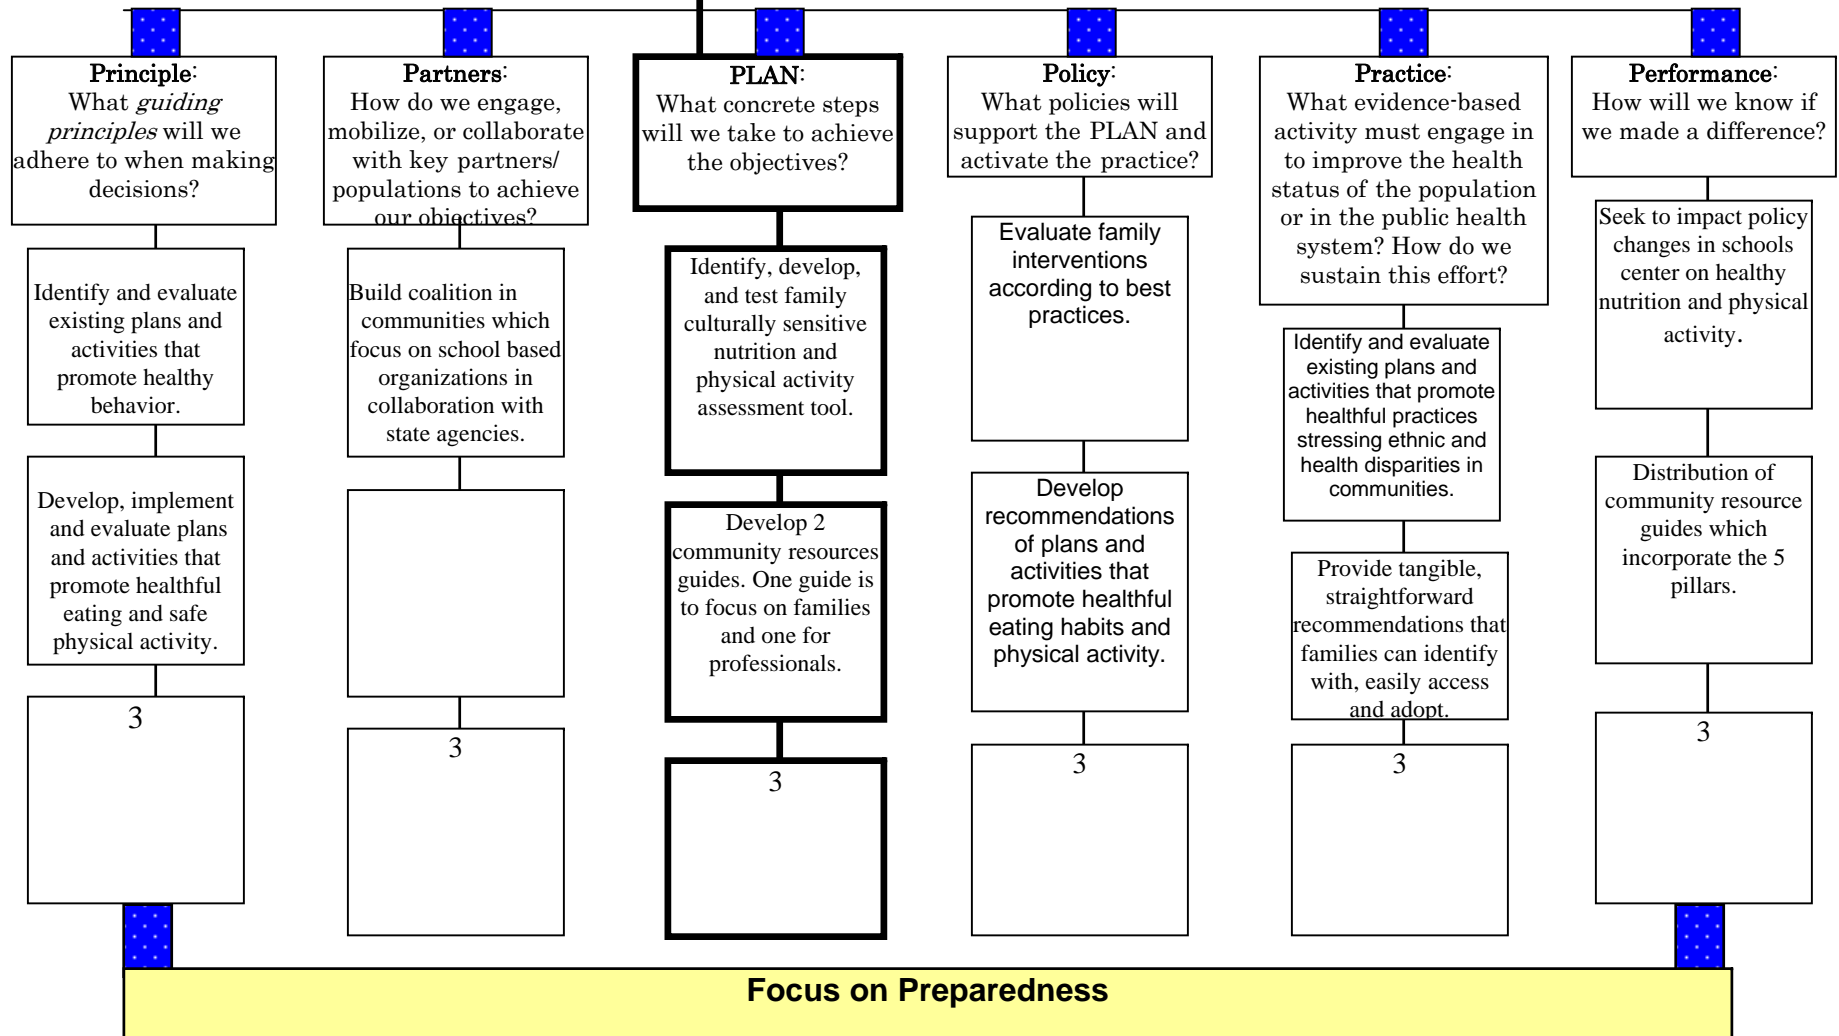 Principle:
What guiding
principles will we
adhere to when making
decisions?
Identify and evaluate
existing plans and
activities that
promote healthy
behavior.
Develop, implement
and evaluate plans
and activities that
promote healthful
eating and safe
physical activity.
3
Partners:
How do we engage,
mobilize, or collaborate
with key partners/
populations to achieve
our objectives?
Build coalition in
communities which
focus on school based
organizations in
collaboration with
state agencies.
3
PLAN:
What concrete steps
will we take to achieve
the objectives?
Identify, develop,
and test family
culturally sensitive
nutrition and
physical activity
assessment tool.
Develop 2
community resources
guides. One guide is
to focus on families
and one for
professionals.
3
Policy:
What policies will
support the PLAN and
activate the practice?
Evaluate family
interventions
according to best
practices.
Develop
recommendations
of plans and
activities that
promote healthful
eating habits and
physical activity.
3
Practice:
What evidence-based
activity must engage in
to improve the health
status of the population
or in the public health
system? How do we
sustain this effort?
Identify and evaluate
existing plans and
activities that promote
healthful practices
stressing ethnic and
health disparities in
communities.
Provide tangible,
straightforward
recommendations that
families can identify
with, easily access
and adopt.
3
Performance:
How will we know if
we made a difference?
Seek to impact policy
changes in schools
center on healthy
nutrition and physical
activity.
Distribution of
community resource
guides which
incorporate the 5
pillars.
3
Focus on Preparedness